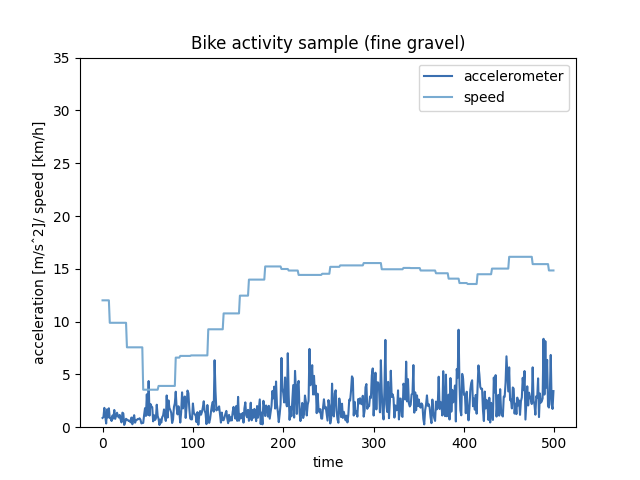 Bike activity sample (fine gravel)
accelerometer
speed
acceleration [m/s^2]/ speed [km/h]
35
30
25
20
15
10
5
0
0 100 200 300 400 500
time